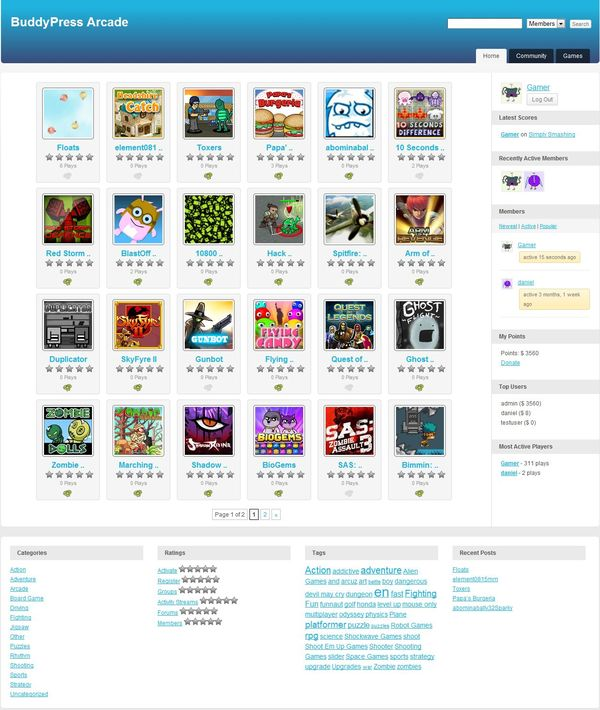 BuddyPress Arcade
Members
Search
Home
Community
Games
Floats
6 Plays
element081 ..
0 Plays
Toxers
6 Plays
Papa' ..
3 Plays
abominabal ..
0 Plays
10 Seconds ..
2 Plays
Red Storm ..
0 Plays
BlastOff ..
2 Plays
10800 ..
0 Plays
Hack ..
0 Plays
Spitfire: ..
0 Plays
Arm of ..
0 Plays
Duplicator
0 Plays
SkyFyre II
0 Plays
Gunbot
0 Plays
Flying ..
0 Plays
Quest of ..
0 Plays
Ghost ..
8 Plays
Zombie ..
0 Plays
Marching ..
0 Plays
Shadow ..
0 Plays
BioGems
0 Plays
SAS: ..
0 Plays
Bimmin: ..
0 Plays
Page 1 of 2
1
2
»
Gamer
Log Out
Latest Scores
Gamer on Simply Smashing
Recently Active Members
Members
Newest | Active | Popular
Gamer
active 15 seconds ago
daniel
active 3 months, 1 week
ago
My Points
Points: $ 3560
Donate
Top Users
admin ($ 3560)
daniel ($ 8)
testuser ($ 0)
Most Active Players
Gamer - 311 plays
daniel - 2 plays
Categories
Action
Adventure
Arcade
Board Game
Driving
Fighting
Jigsaw
Other
Puzzles
Rhythm
Shooting
Sports
Strategy
Uncategorized
Ratings
Activate
Register
Groups
Activity Streams
Forums
Members
Tags
Action addictive adventure Alien
Games and arcuz art battle boy dangerous
devil may cry dungeon en fast Fighting
Fun funnaut golf honda level up mouse only
multiplayer odyssey physics Plane
platformer puzzle puzzles Robot Games
rpg science Shockwave Games shoot
Shoot Em Up Games Shooter Shooting
Games slider Space Games sports strategy
upgrade Upgrades war Zombie zombies
Recent Posts
Floats
element0815mm
Toxers
Papa's Burgeria